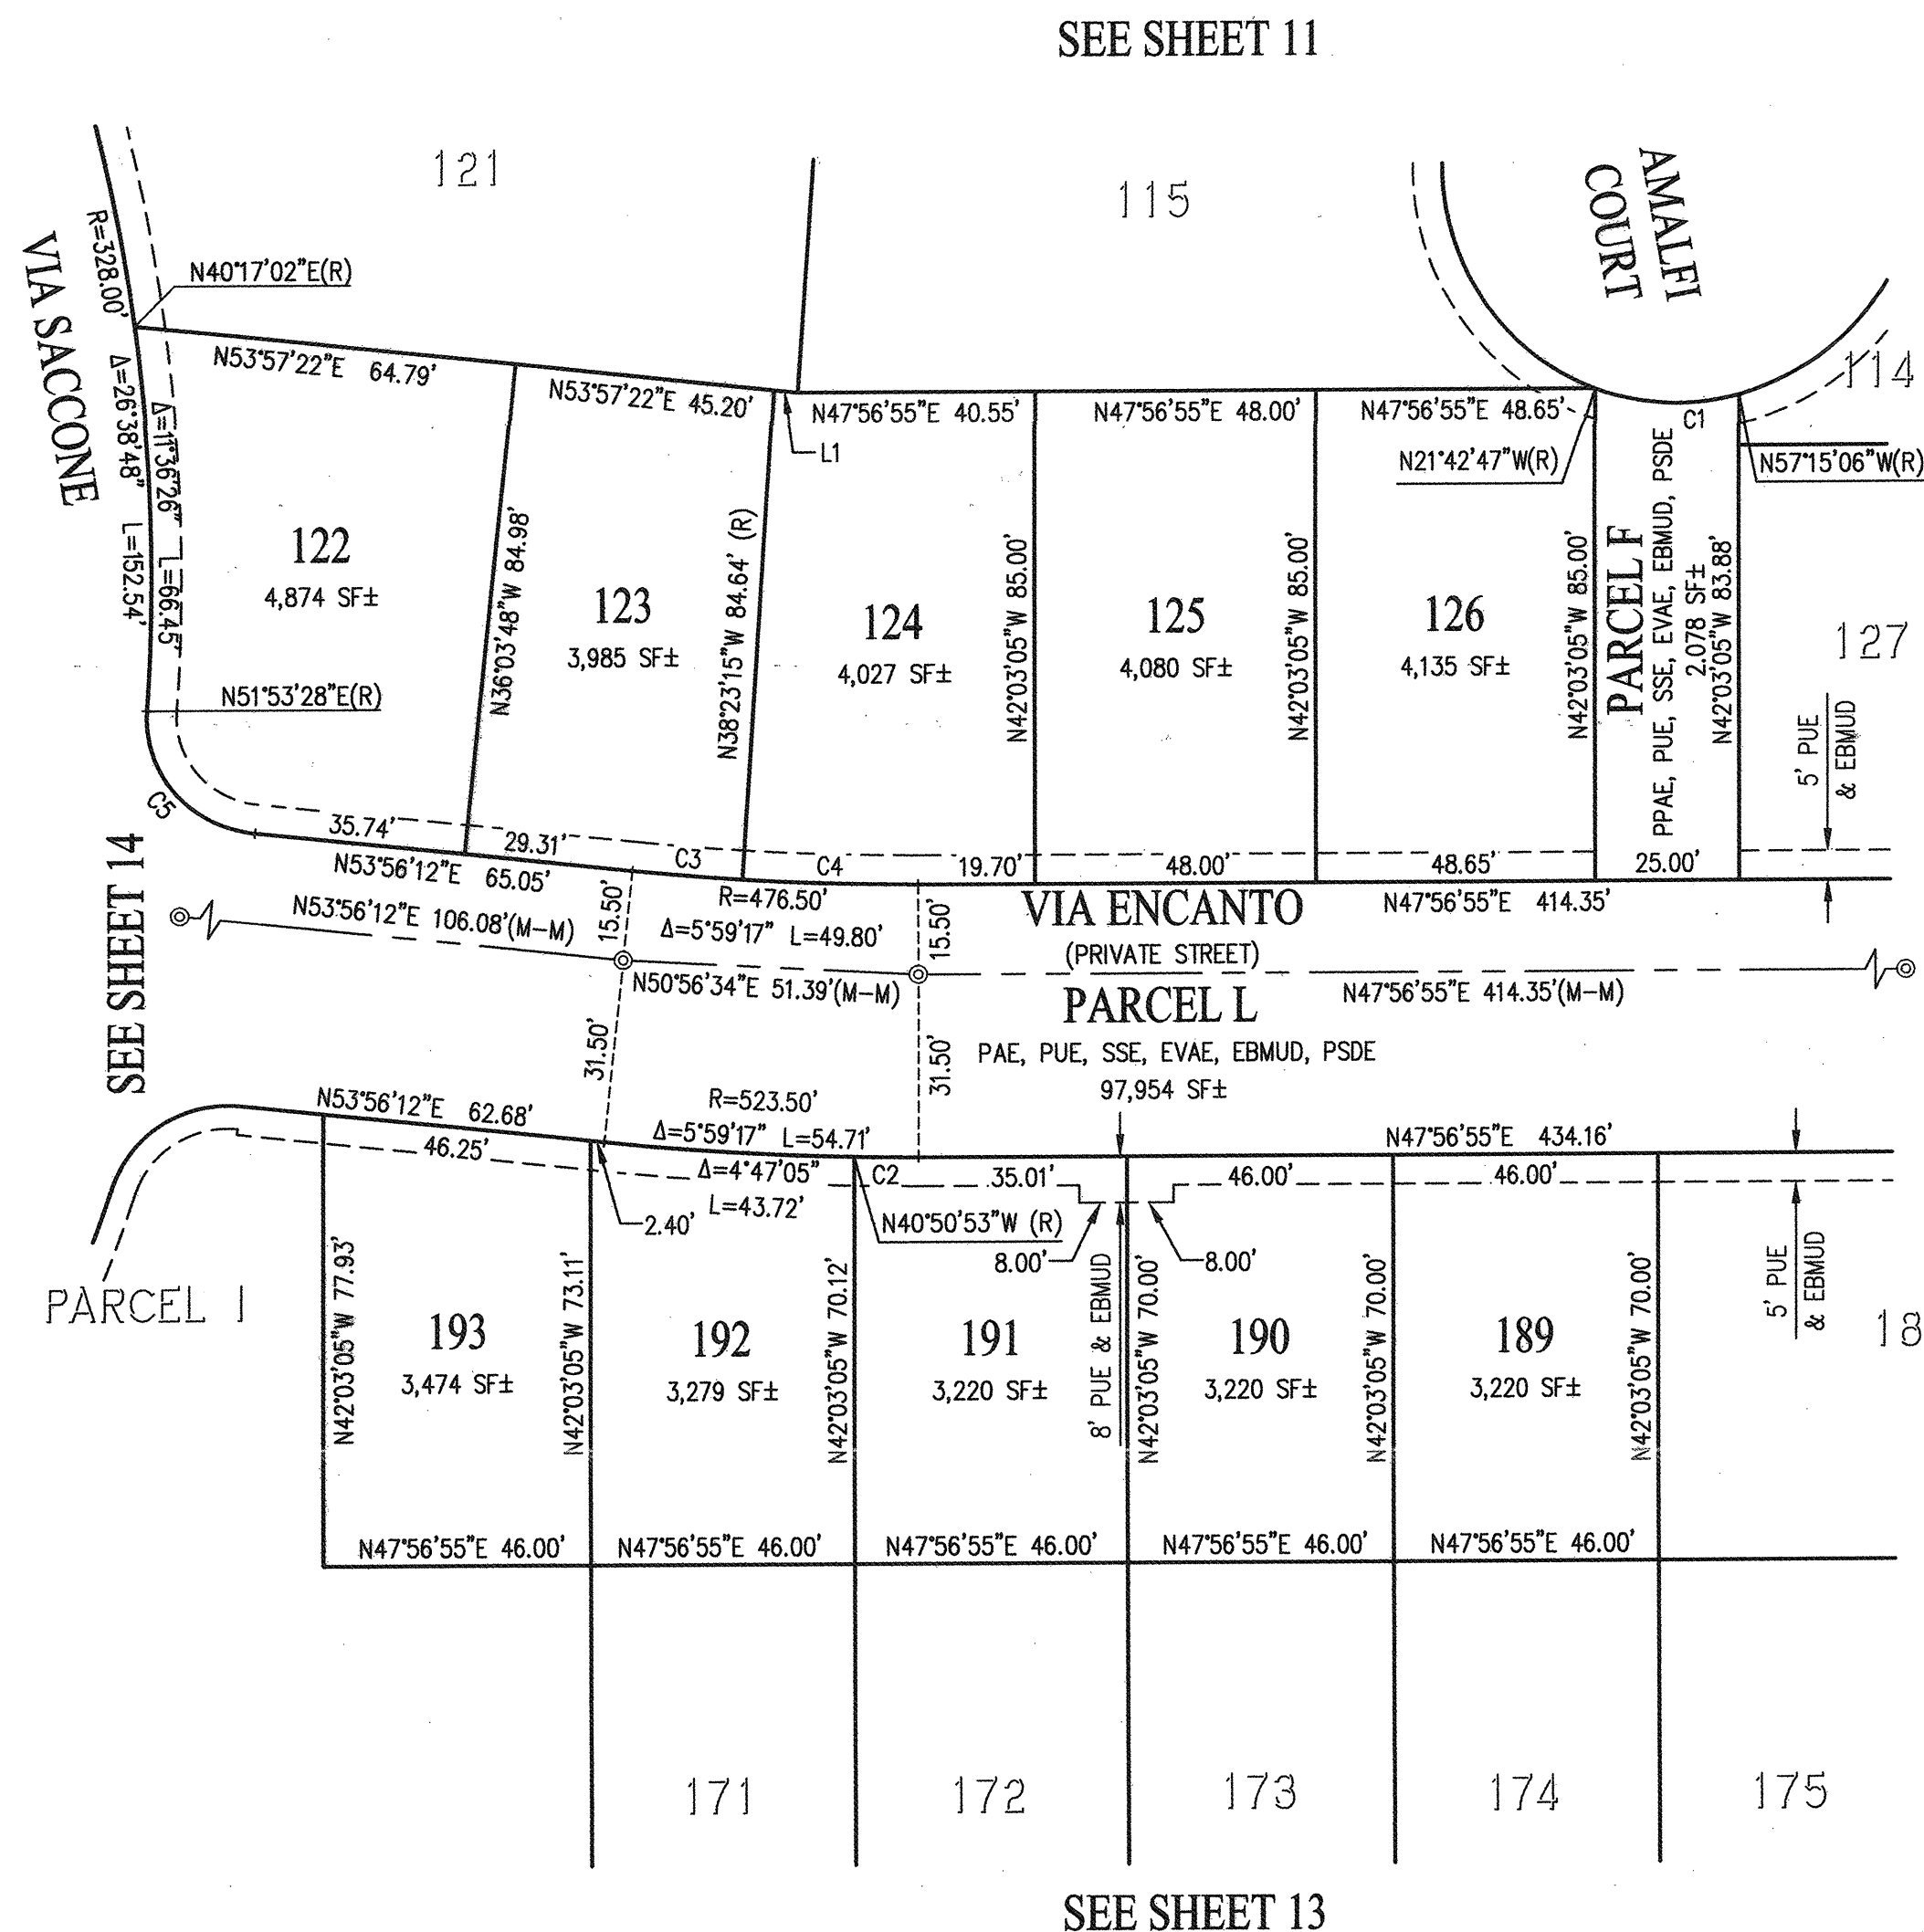 SEE SHEET 11
121
115
AMALFI
COURT
114
VIA SACCONE
R=328.00' Δ=26°38'48" L=152.54'
Δ=11°36'26" L=66.45'
N40°17'02"E(R)
N53°57'22"E 64.79'
N53°57'22"E 45.20'
L1
N47°56'55"E 40.55'
N47°56'55"E 48.00'
N47°56'55"E 48.65'
C1
N21°42'47"W(R)
N57°15'06"W(R)
122
4,874 SF±
N36°03'48"W 84.98'
123
3,985 SF±
N38°23'15"W 84.64' (R)
124
4,027 SF±
N42°03'05"W 85.00'
125
4,080 SF±
N42°03'05"W 85.00'
126
4,135 SF±
N42°03'05"W 85.00'
PARCEL F
PPAE, PUE, SSE, EVAE, EBMUD, PSDE
2,078 SF±
N42°03'05"W 83.88'
127
5' PUE
& EBMUD
N51°53'28"E(R)
C5
35.74'
29.31'
C3
C4
19.70'
48.00'
48.65'
25.00'
N53°56'12"E 65.05'
R=476.50'
Δ=5°59'17" L=49.80'
15.50'
15.50'
VIA ENCANTO
(PRIVATE STREET)
N47°56'55"E 414.35'
SEE SHEET 14
N53°56'12"E 106.08'(M-M)
N50°56'34"E 51.39'(M-M)
N47°56'55"E 414.35'(M-M)
PARCEL L
PAE, PUE, SSE, EVAE, EBMUD, PSDE
97,954 SF±
31.50'
31.50'
N53°56'12"E 62.68'
R=523.50'
Δ=5°59'17" L=54.71'
N47°56'55"E 434.16'
46.25'
Δ=4°47'05"
L=43.72'
C2
35.01'
46.00'
46.00'
2.40'
N40°50'53"W (R)
8.00'
8.00'
8' PUE & EBMUD
5' PUE
& EBMUD
PARCEL I
N42°03'05"W 77.93'
193
3,474 SF±
N42°03'05"W 73.11'
192
3,279 SF±
N42°03'05"W 70.12'
191
3,220 SF±
N42°03'05"W 70.00'
190
3,220 SF±
N42°03'05"W 70.00'
189
3,220 SF±
N42°03'05"W 70.00'
18
N47°56'55"E 46.00'
N47°56'55"E 46.00'
N47°56'55"E 46.00'
N47°56'55"E 46.00'
N47°56'55"E 46.00'
171
172
173
174
175
SEE SHEET 13